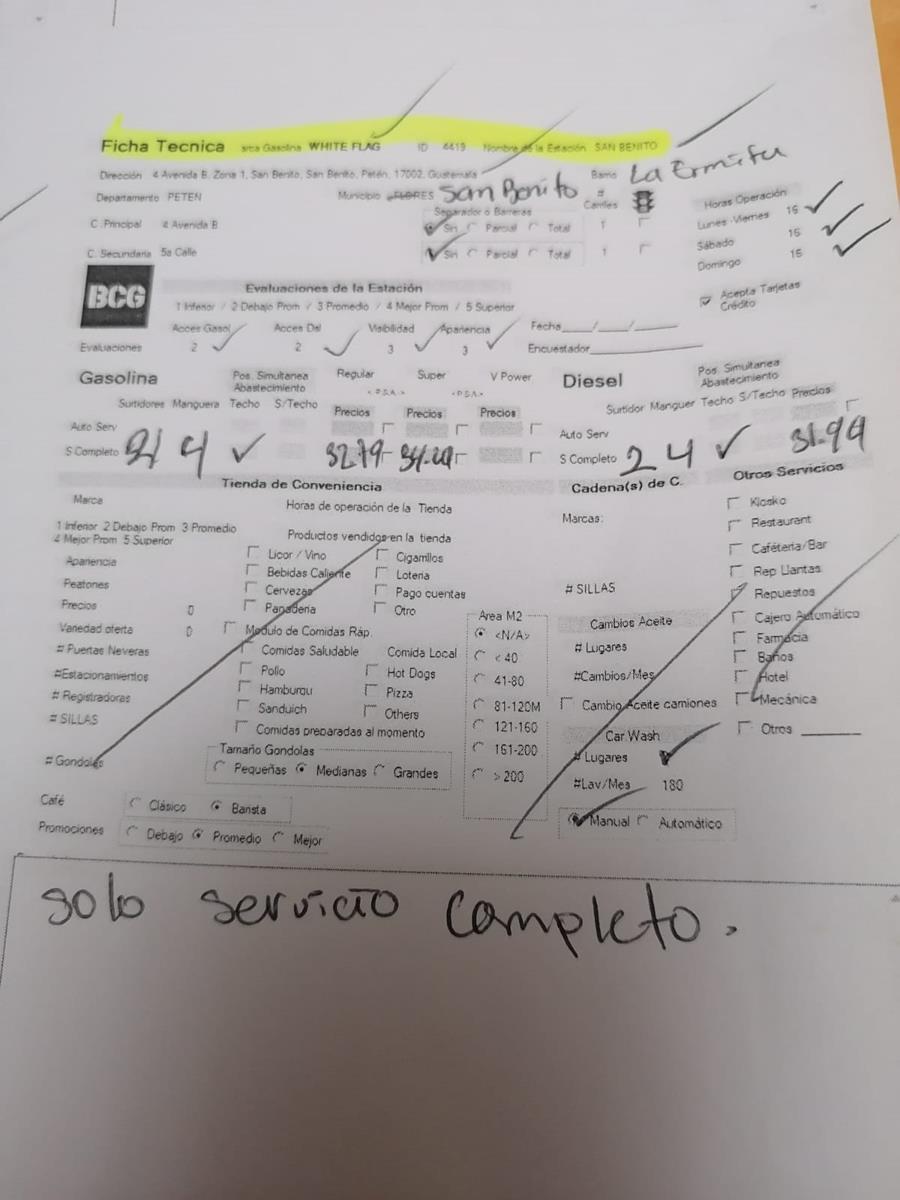 Ficha Tecnica arca Gasolina WHITE FLAG ID 4419 Nombre de la Estación SAN BENITO
Dirección 4 Avenida B, Zona 1, San Benito, San Benito, Petén, 17002, Guatemala Barrio La Ermita
Departamento PETEN Municipio FLORES San Benito # Carriles
Separador o Barreras
Horas Operación
C. Principal 4 Avenida B Sin Parcial Total 1
Lunes -Viernes 16
Sábado 16
C. Secundaria 5a Calle Sin Parcial Total 1
Domingo 16
BCG
Evaluaciones de la Estación
1 Inferior / 2 Debajo Prom / 3 Promedio / 4 Mejor Prom / 5 Superior
Acepta Tarjetas Crédito
Acces Gasol Acces Dsl Visibilidad Apariencia Fecha___/___/___
Evaluaciones 2 2 3 3 Encuestador
Gasolina Pos. Simultanea Abastecimiento Regular Super V Power
<PSA> <PSA>
Diesel Pos. Simultanea Abastecimiento
Surtidores Manguera Techo S/Techo Precios Precios Precios
Surtidor Manguer Techo S/Techo Precios
Auto Serv
Auto Serv
S Completo 2 4 32.79
S Completo 2 4 31.99
Tienda de Conveniencia
Cadena(s) de C.
Otros Servicios
Marca Horas de operación de la Tienda
Marcas:
Kiosko
1 Inferior 2 Debajo Prom 3 Promedio
4 Mejor Prom 5 Superior
Productos vendidos en la tienda
Restaurant
Apariencia Licor / Vino Cigarrillos
Caféteria/Bar
Peatones Bebidas Caliente Loteria
# SILLAS
Rep Llantas
Precios 0 Cervezas Pago cuentas
Repuestos
Panaderia Otro
Area M2
Cambios Aceite
Cajero Automático
Variedad oferta 0 Modulo de Comidas Ráp.
<N/A>
Farmacia
# Puertas Neveras Comidas Saludable Comida Local
< 40
# Lugares
Baños
#Estacionamientos Pollo Hot Dogs
41-80
#Cambios/Mes
Hotel
# Registradoras Hamburqu Pizza
81-120M
Cambio Aceite camiones
Mecánica
# SILLAS Sanduich Others
121-160
Car Wash
Otros
Comidas preparadas al momento
161-200
# Lugares
# Gondolas Tamaño Gondolas
Pequeñas Medianas Grandes
> 200
#Lav/Mes 180
Café Clásico Barista
Manual Automático
Promociones Debajo Promedio Mejor
solo servicio completo.